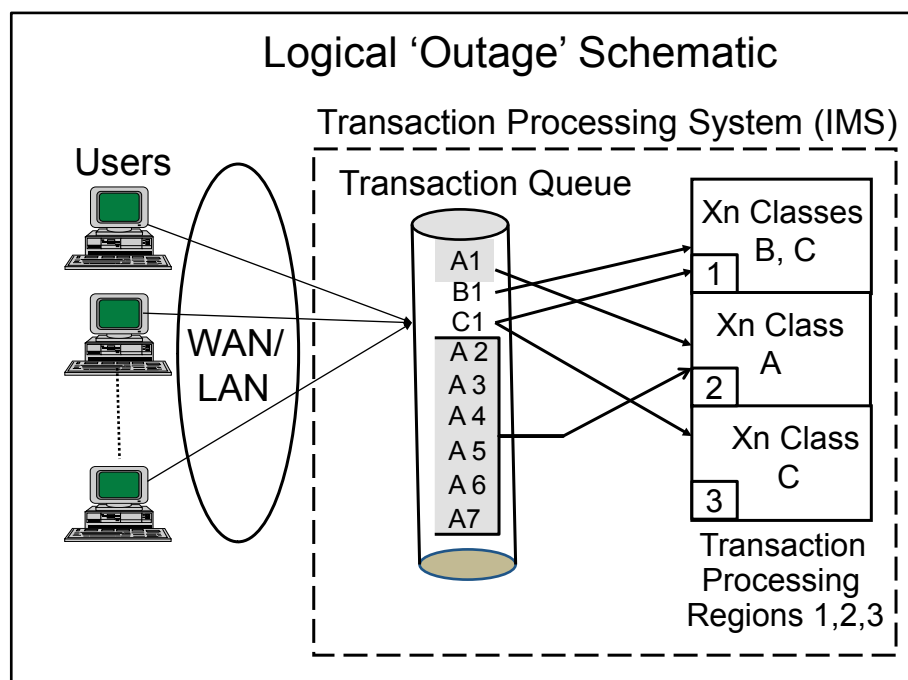 Logical ‘Outage’ Schematic
Transaction Processing System (IMS)
Users
Transaction Queue
WAN/
LAN
A1
B1
C1
A 2
A 3
A 4
A 5
A 6
A7
Xn Classes
B, C
1
Xn Class
A
2
Xn Class
C
3
Transaction
Processing
Regions 1,2,3